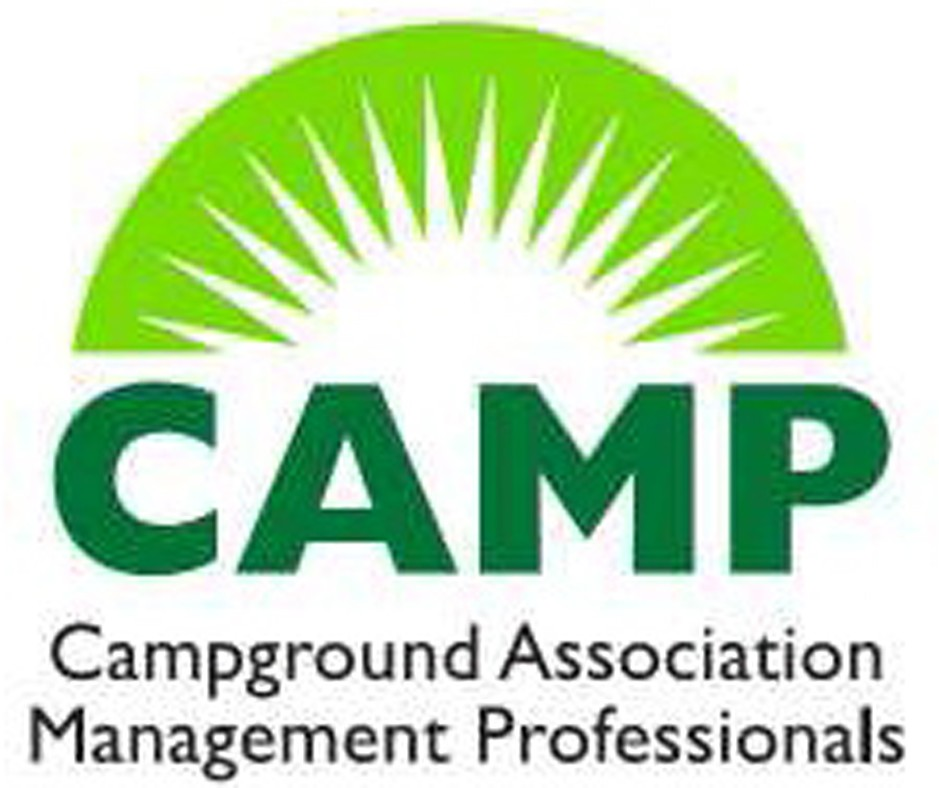 CAMP
Campground Association
Management Professionals